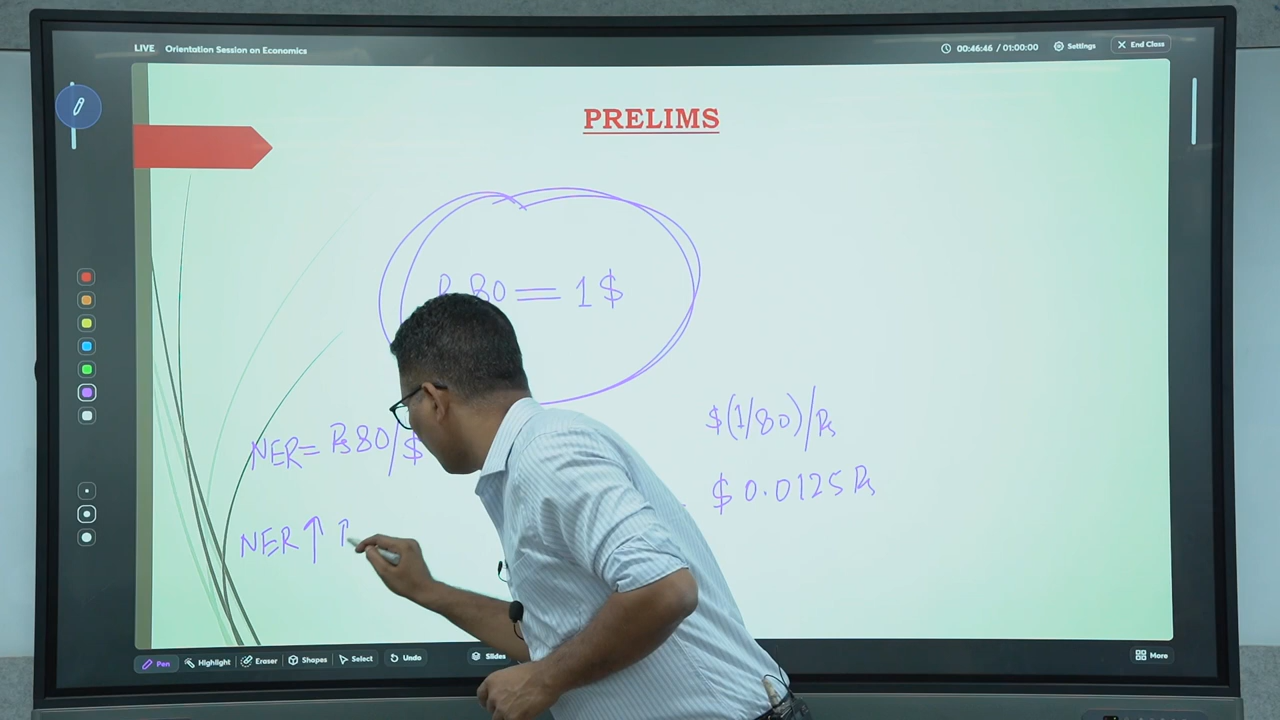 LIVE Orientation Session on Economics
00:46:46 / 01:00:00 Settings X End Class
PRELIMS
80 = 1 $
NER = Rs 80/$
$(1/80)/Rs
$ 0.0125 Rs
NER ↑
Pen Highlight Eraser Shapes Select Undo Slides More